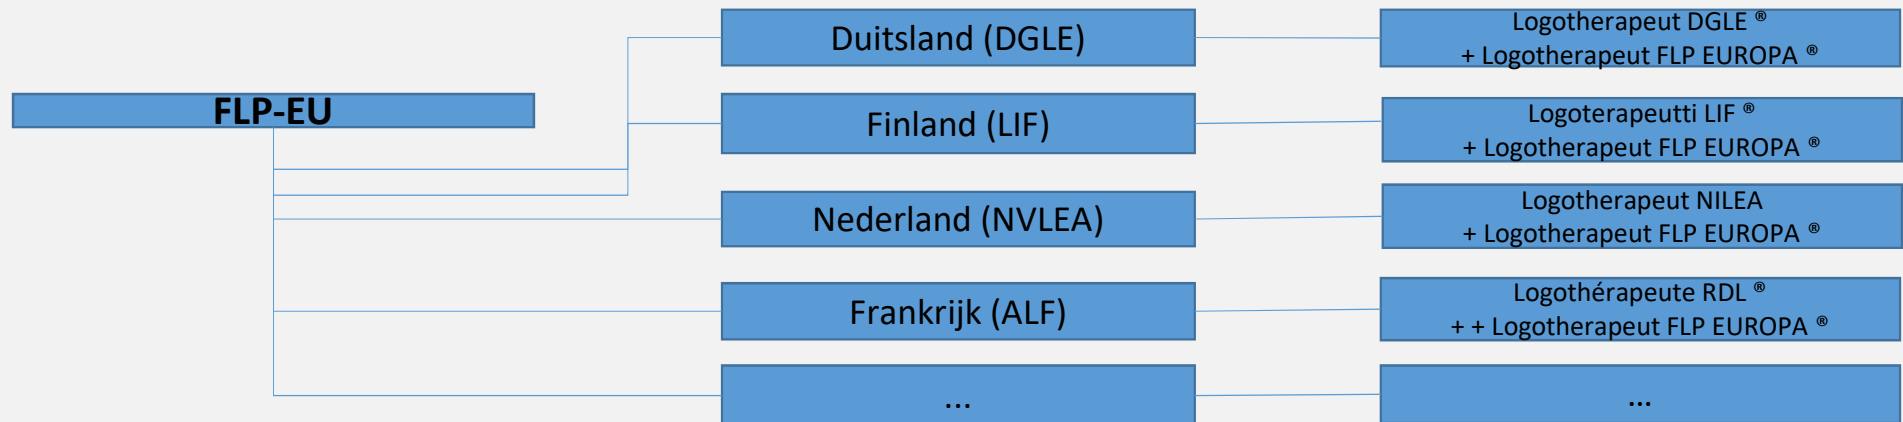 FLP-EU
Duitsland (DGLE)
Logotherapeut DGLE ®
+ Logotherapeut FLP EUROPA ®
Finland (LIF)
Logoterapeutti LIF ®
+ Logotherapeut FLP EUROPA ®
Nederland (NVLEA)
Logotherapeut NILEA
+ Logotherapeut FLP EUROPA ®
Frankrijk (ALF)
Logothérapeute RDL ®
+ + Logotherapeut FLP EUROPA ®
...
...